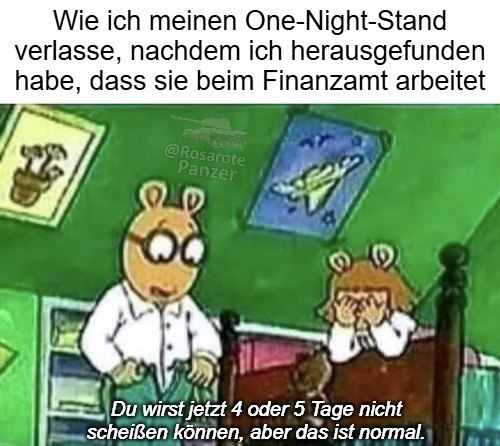 Wie ich meinen One-Night-Stand
verlasse, nachdem ich herausgefunden
habe, dass sie beim Finanzamt arbeitet
@Rosarote
Panzer
Du wirst jetzt 4 oder 5 Tage nicht
scheißen können, aber das ist normal.